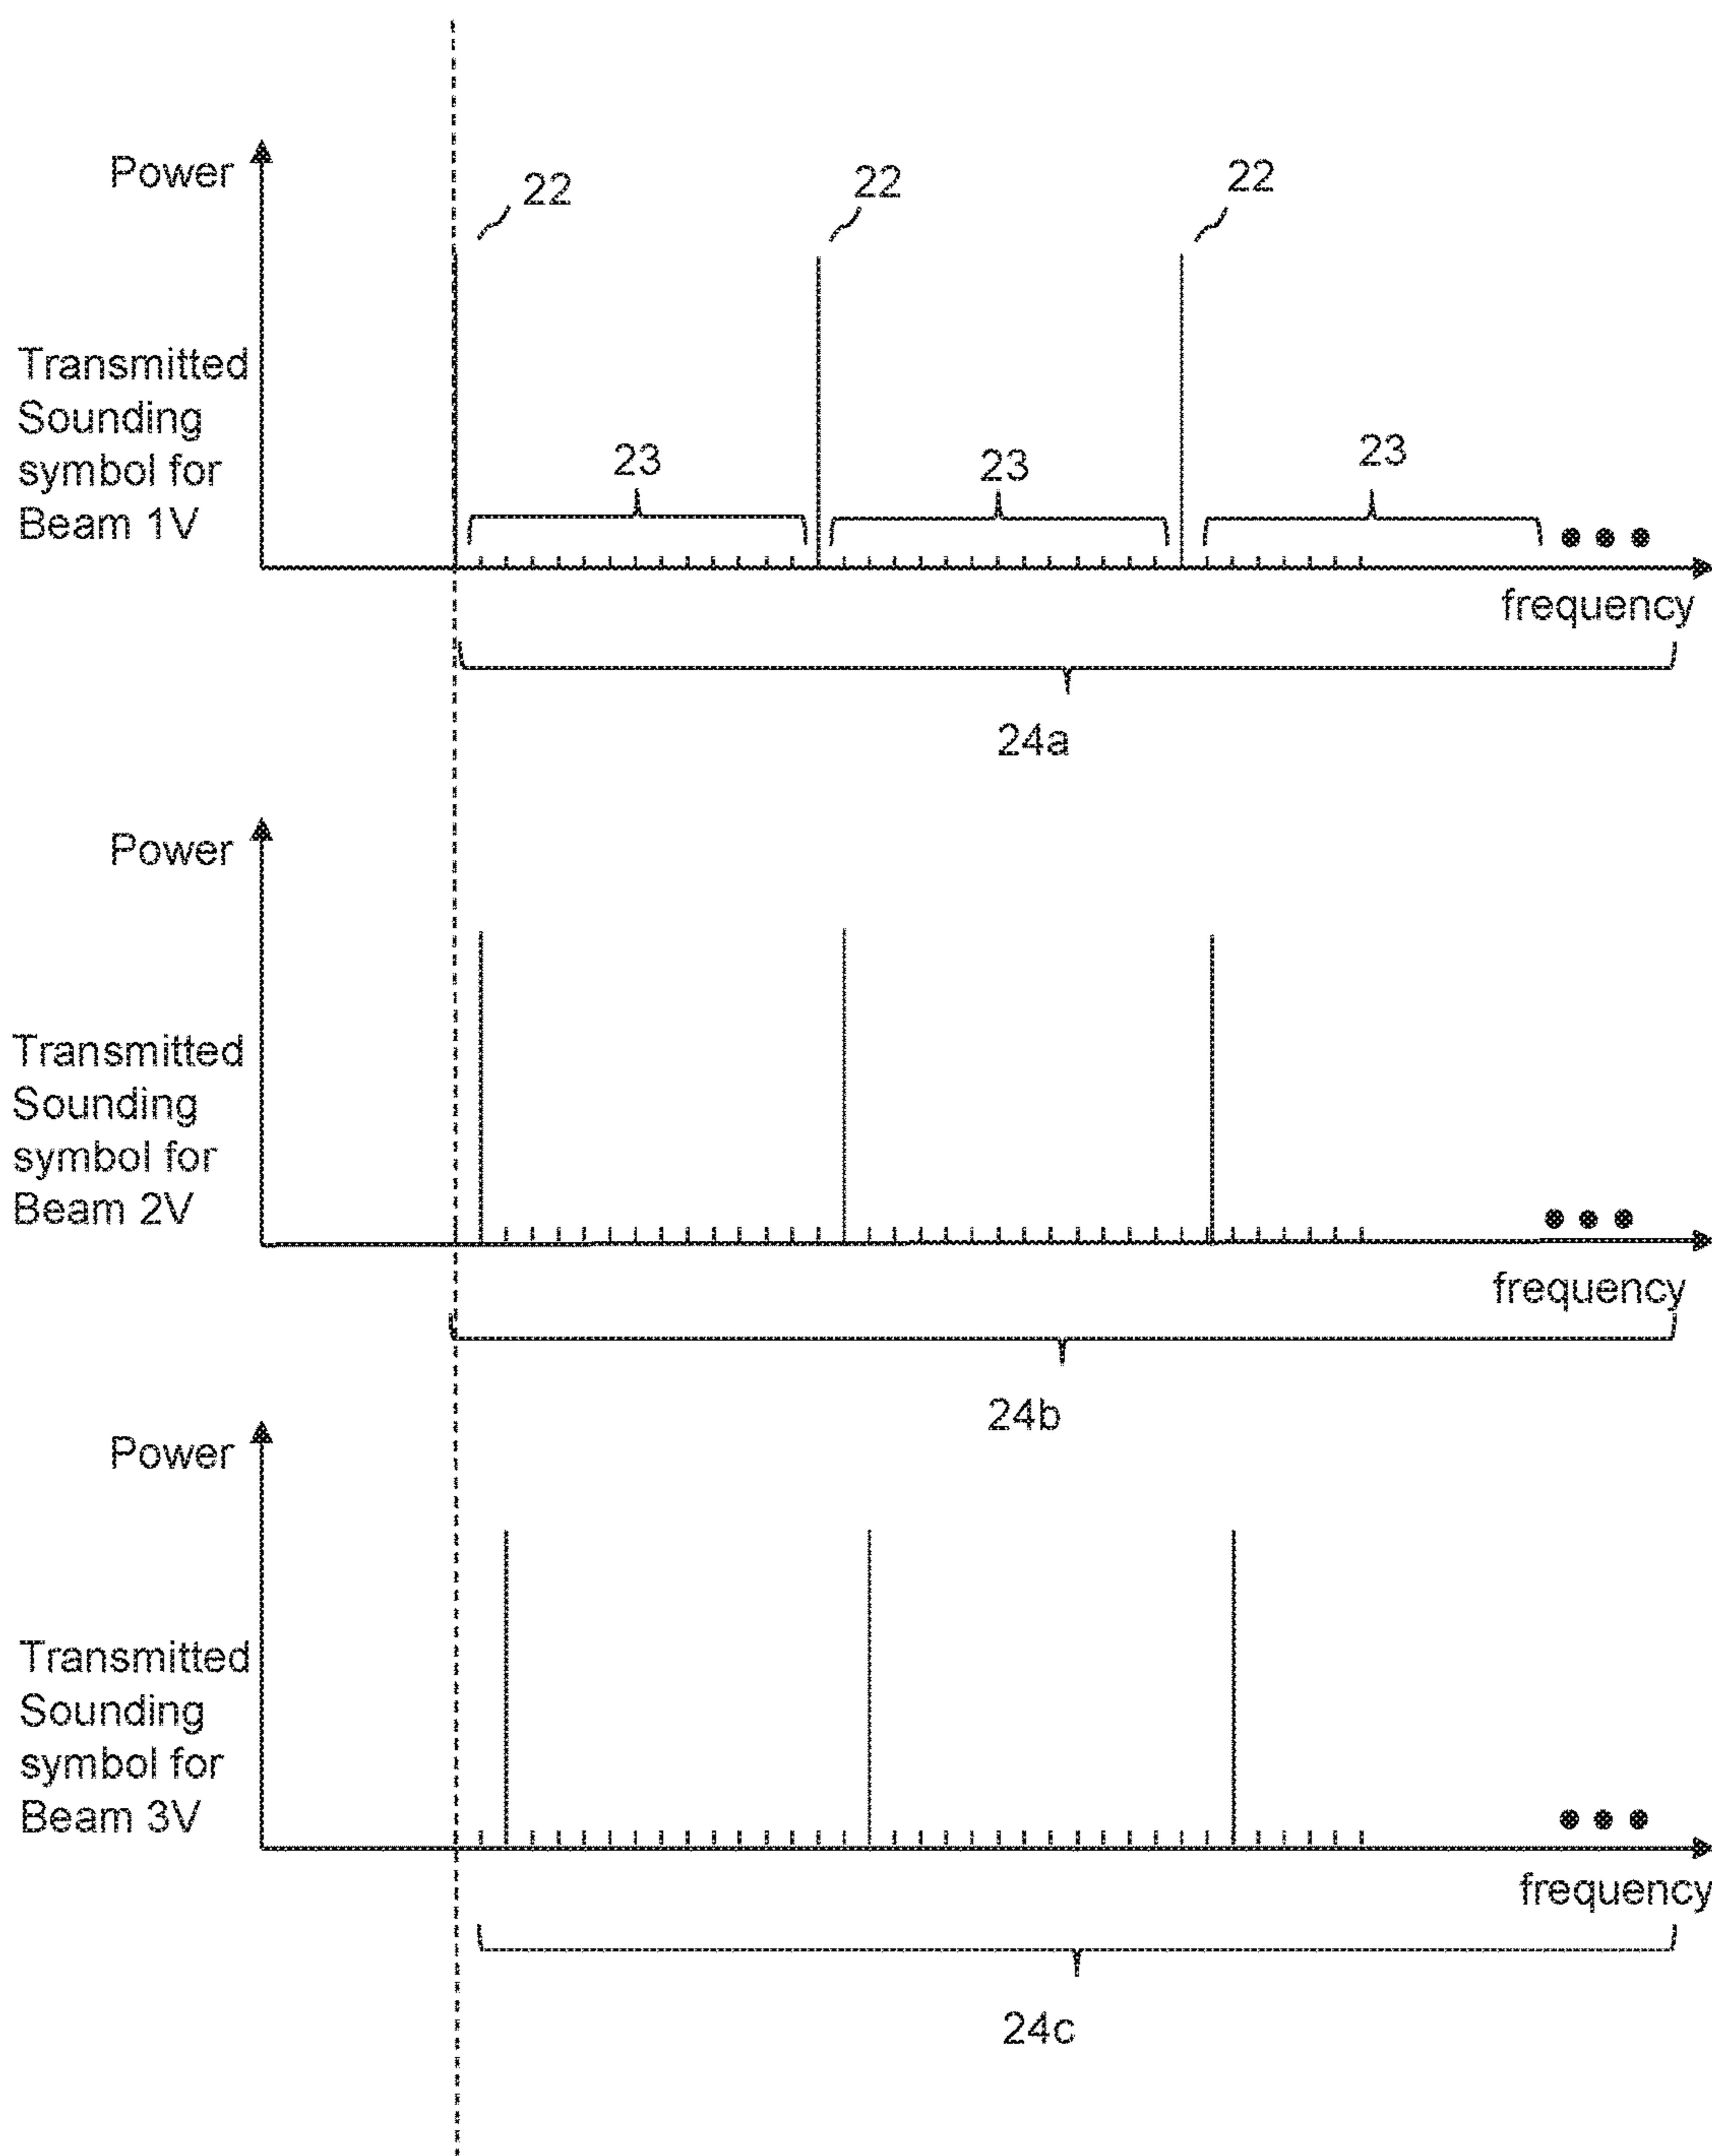 Power
22
22
22
Transmitted
Sounding
symbol for
Beam 1V
23
23
23
frequency
24a
Power
Transmitted
Sounding
symbol for
Beam 2V
frequency
24b
Power
Transmitted
Sounding
symbol for
Beam 3V
frequency
24c